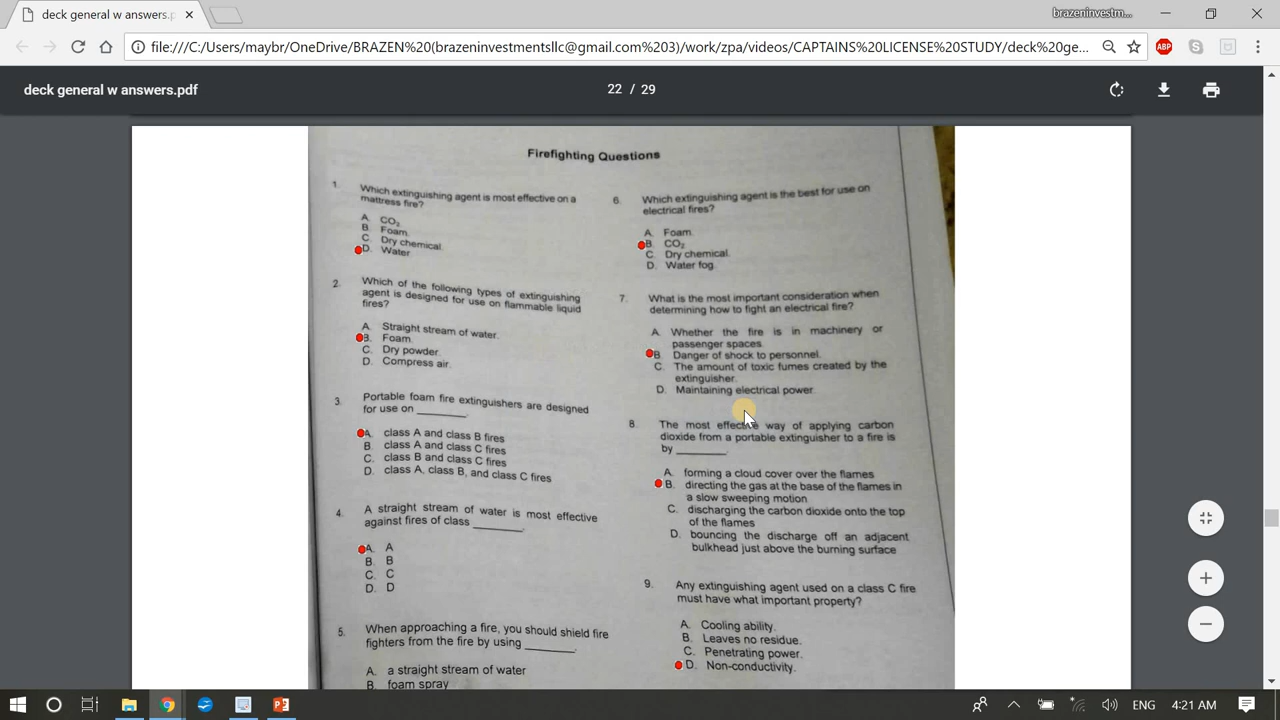 deck general w answers.p
brazeninvestm...
file:///C:/Users/maybr/OneDrive/BRAZEN%20(brazeninvestmentsllc@gmail.com%203)/work/zpa/videos/CAPTAINS%20LICENSE%20STUDY/deck%20ge...
ABP
deck general w answers.pdf
22 / 29
Firefighting Questions
1. Which extinguishing agent is most effective on a
mattress fire?
A. CO₂
B. Foam.
C. Dry chemical.
D. Water
2. Which of the following types of extinguishing
agent is designed for use on flammable liquid
fires?
A. Straight stream of water.
B. Foam.
C. Dry powder.
D. Compress air.
3. Portable foam fire extinguishers are designed
for use on ________.
A. class A and class B fires
B. class A and class C fires
C. class B and class C fires
D. class A, class B, and class C fires
4. A straight stream of water is most effective
against fires of class ________.
A. A
B. B
C. C
D. D
5. When approaching a fire, you should shield fire
fighters from the fire by using ________.
A. a straight stream of water
B. foam spray
6. Which extinguishing agent is the best for use on
electrical fires?
A. Foam.
B. CO₂
C. Dry chemical.
D. Water fog.
7. What is the most important consideration when
determining how to fight an electrical fire?
A. Whether the fire is in machinery or
passenger spaces.
B. Danger of shock to personnel.
C. The amount of toxic fumes created by the
extinguisher.
D. Maintaining electrical power.
8. The most effective way of applying carbon
dioxide from a portable extinguisher to a fire is
by ________.
A. forming a cloud cover over the flames
B. directing the gas at the base of the flames in
a slow sweeping motion
C. discharging the carbon dioxide onto the top
of the flames
D. bouncing the discharge off an adjacent
bulkhead just above the burning surface
9. Any extinguishing agent used on a class C fire
must have what important property?
A. Cooling ability.
B. Leaves no residue.
C. Penetrating power.
D. Non-conductivity.
ENG
4:21 AM